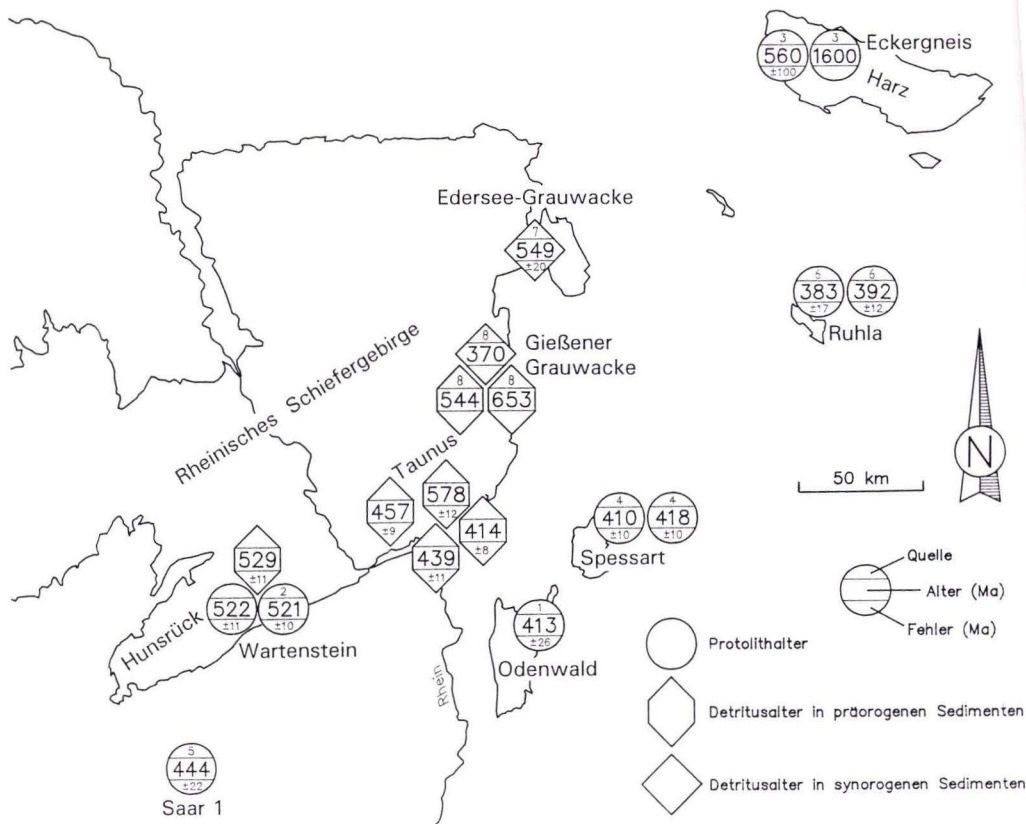 3
560
±100
3
1600
Eckergneis
Harz
Edersee-Grauwacke
7
549
±20
5
383
±17
6
392
±12
Ruhla
8
370
Gießener
Grauwacke
8
544
8
653
Rheinisches Schiefergebirge
Taunus
N
50 km
578
±12
457
±9
414
±8
439
±11
4
410
±10
4
418
±10
Spessart
529
±11
522
±11
2
521
±10
Hunsrück
Wartenstein
1
413
±26
Odenwald
Rhein
Quelle
Alter (Ma)
Fehler (Ma)
Protolithalter
Detritusalter in präorogenen Sedimenten
Detritusalter in synorogenen Sedimenten
5
444
±22
Saar 1